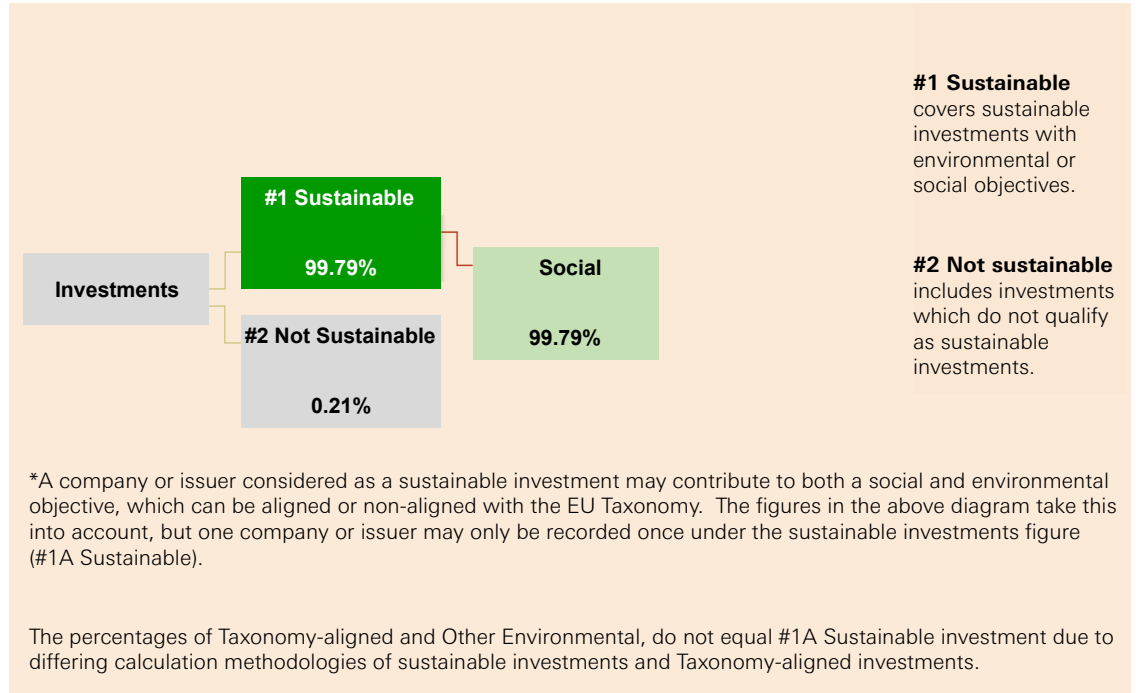 #1 Sustainable
99.79%
Investments
#2 Not Sustainable
0.21%
Social
99.79%
#1 Sustainable
covers sustainable
investments with
environmental or
social objectives.
#2 Not sustainable
includes investments
which do not qualify
as sustainable
investments.
*A company or issuer considered as a sustainable investment may contribute to both a social and environmental
objective, which can be aligned or non-aligned with the EU Taxonomy.  The figures in the above diagram take this
into account, but one company or issuer may only be recorded once under the sustainable investments figure
(#1A Sustainable).
The percentages of Taxonomy-aligned and Other Environmental, do not equal #1A Sustainable investment due to
differing calculation methodologies of sustainable investments and Taxonomy-aligned investments.